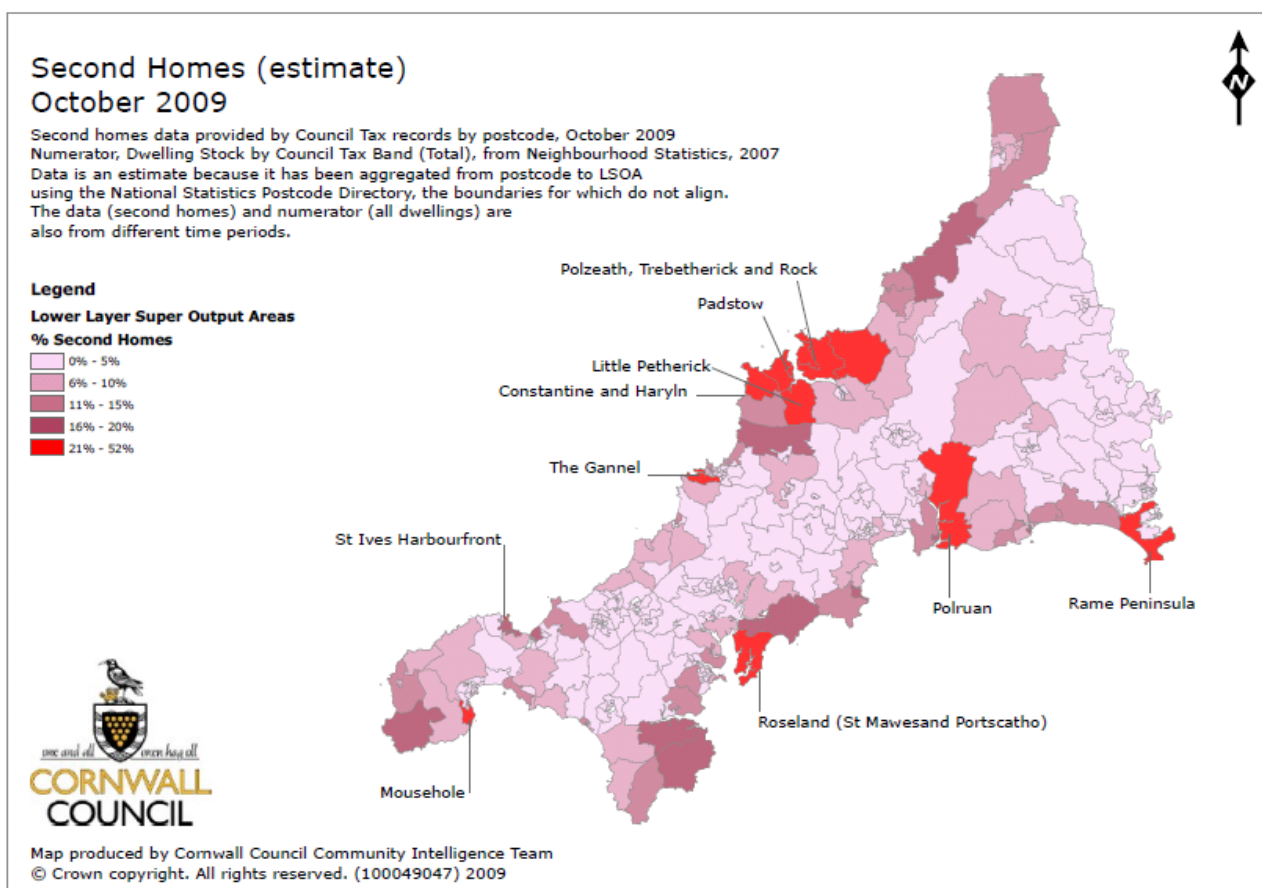 Second Homes (estimate)
October 2009
N
Second homes data provided by Council Tax records by postcode, October 2009
Numerator, Dwelling Stock by Council Tax Band (Total), from Neighbourhood Statistics, 2007
Data is an estimate because it has been aggregated from postcode to LSOA
using the National Statistics Postcode Directory, the boundaries for which do not align.
The data (second homes) and numerator (all dwellings) are
also from different time periods.
Legend
Lower Layer Super Output Areas
% Second Homes
0% - 5%
6% - 10%
11% - 15%
16% - 20%
21% - 52%
Polzeath, Trebetherick and Rock
Padstow
Little Petherick
Constantine and Haryln
The Gannel
St Ives Harbourfront
Polruan
Rame Peninsula
Roseland (St Mawesand Portscatho)
Mousehole
one and all onen hag oll
CORNWALL
COUNCIL
Map produced by Cornwall Council Community Intelligence Team
© Crown copyright. All rights reserved. (100049047) 2009